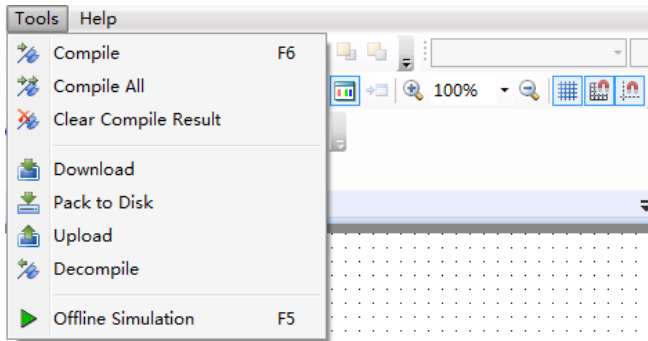 Tools Help
Compile F6
Compile All
100%
Clear Compile Result
Download
Pack to Disk
Upload
Decompile
Offline Simulation F5